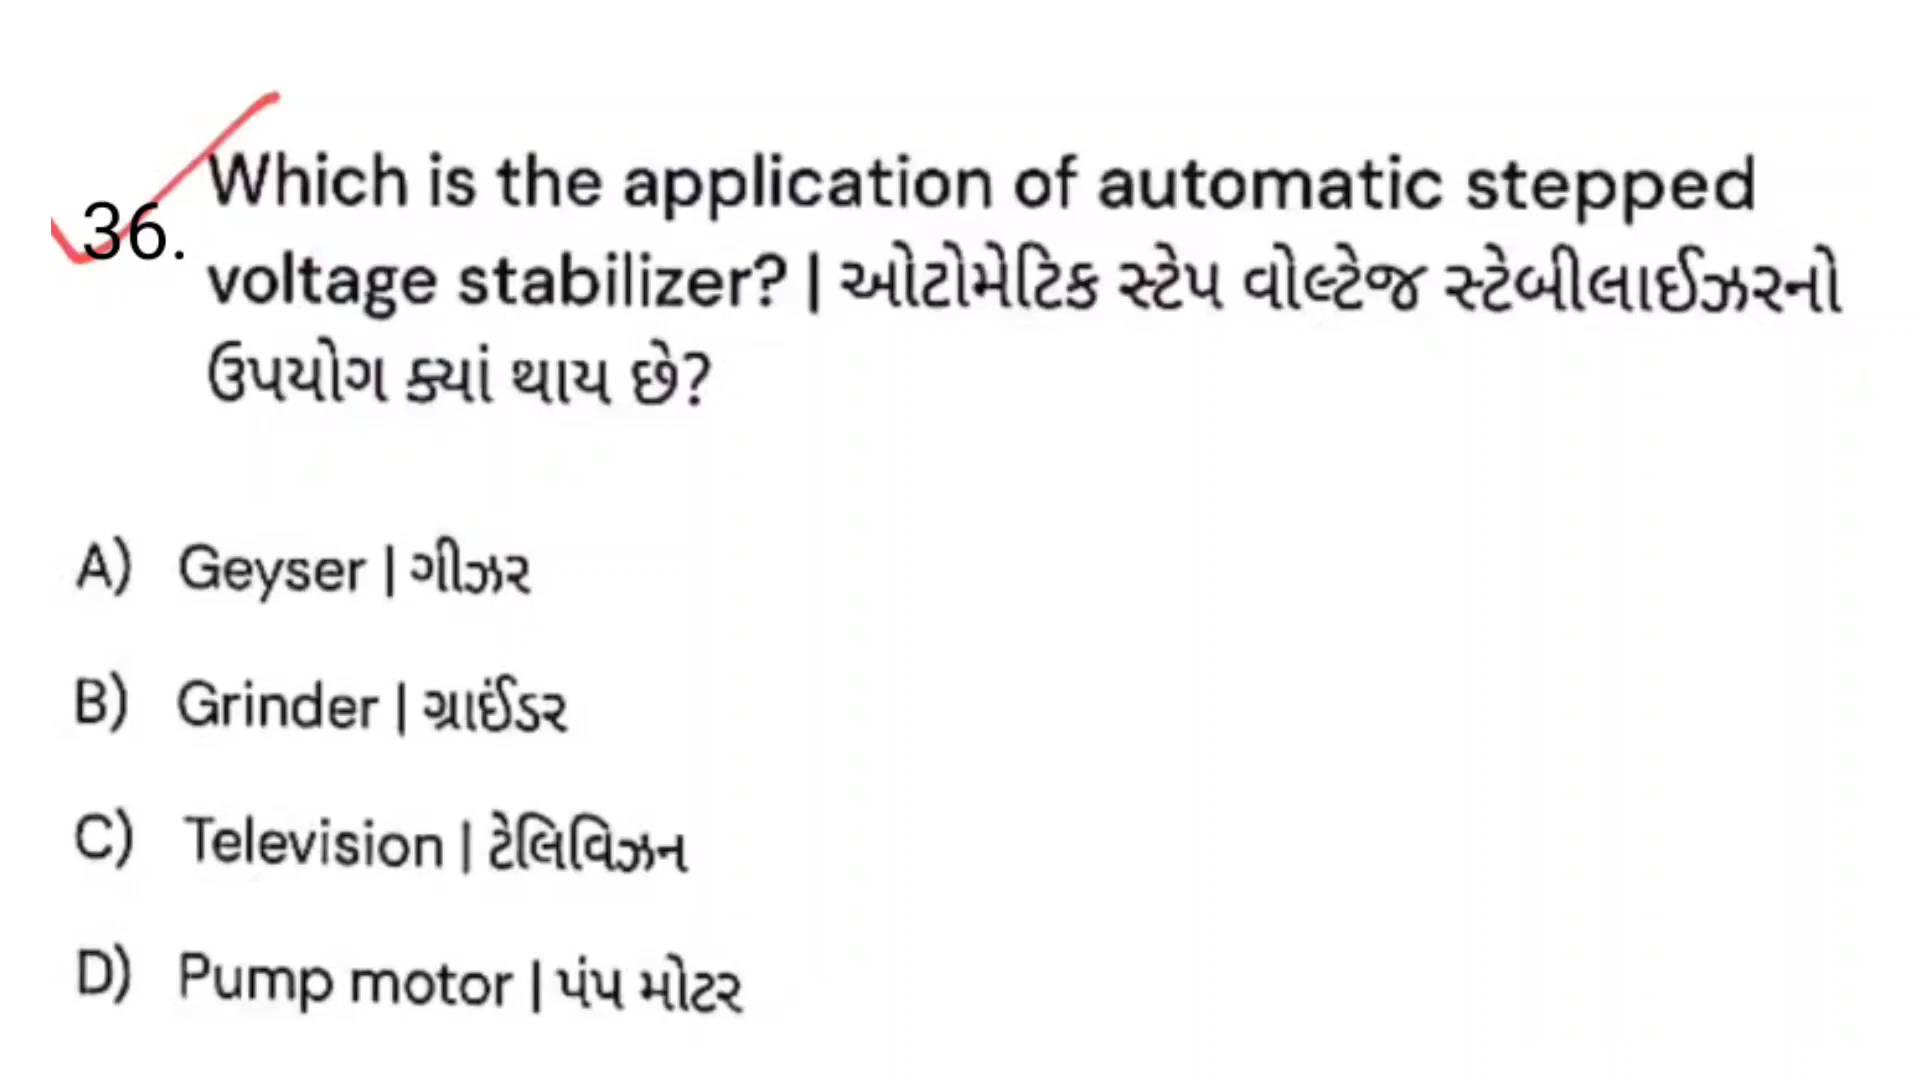 36. Which is the application of automatic stepped
voltage stabilizer? | ઓટોમેટિક સ્ટેપ વોલ્ટેજ સ્ટેબીલાઈઝરનો
ઉપયોગ ક્યાં થાય છે?
A) Geyser | ગીઝર
B) Grinder | ગ્રાઈંડર
C) Television | ટેલિવિઝન
D) Pump motor | પંપ મોટર